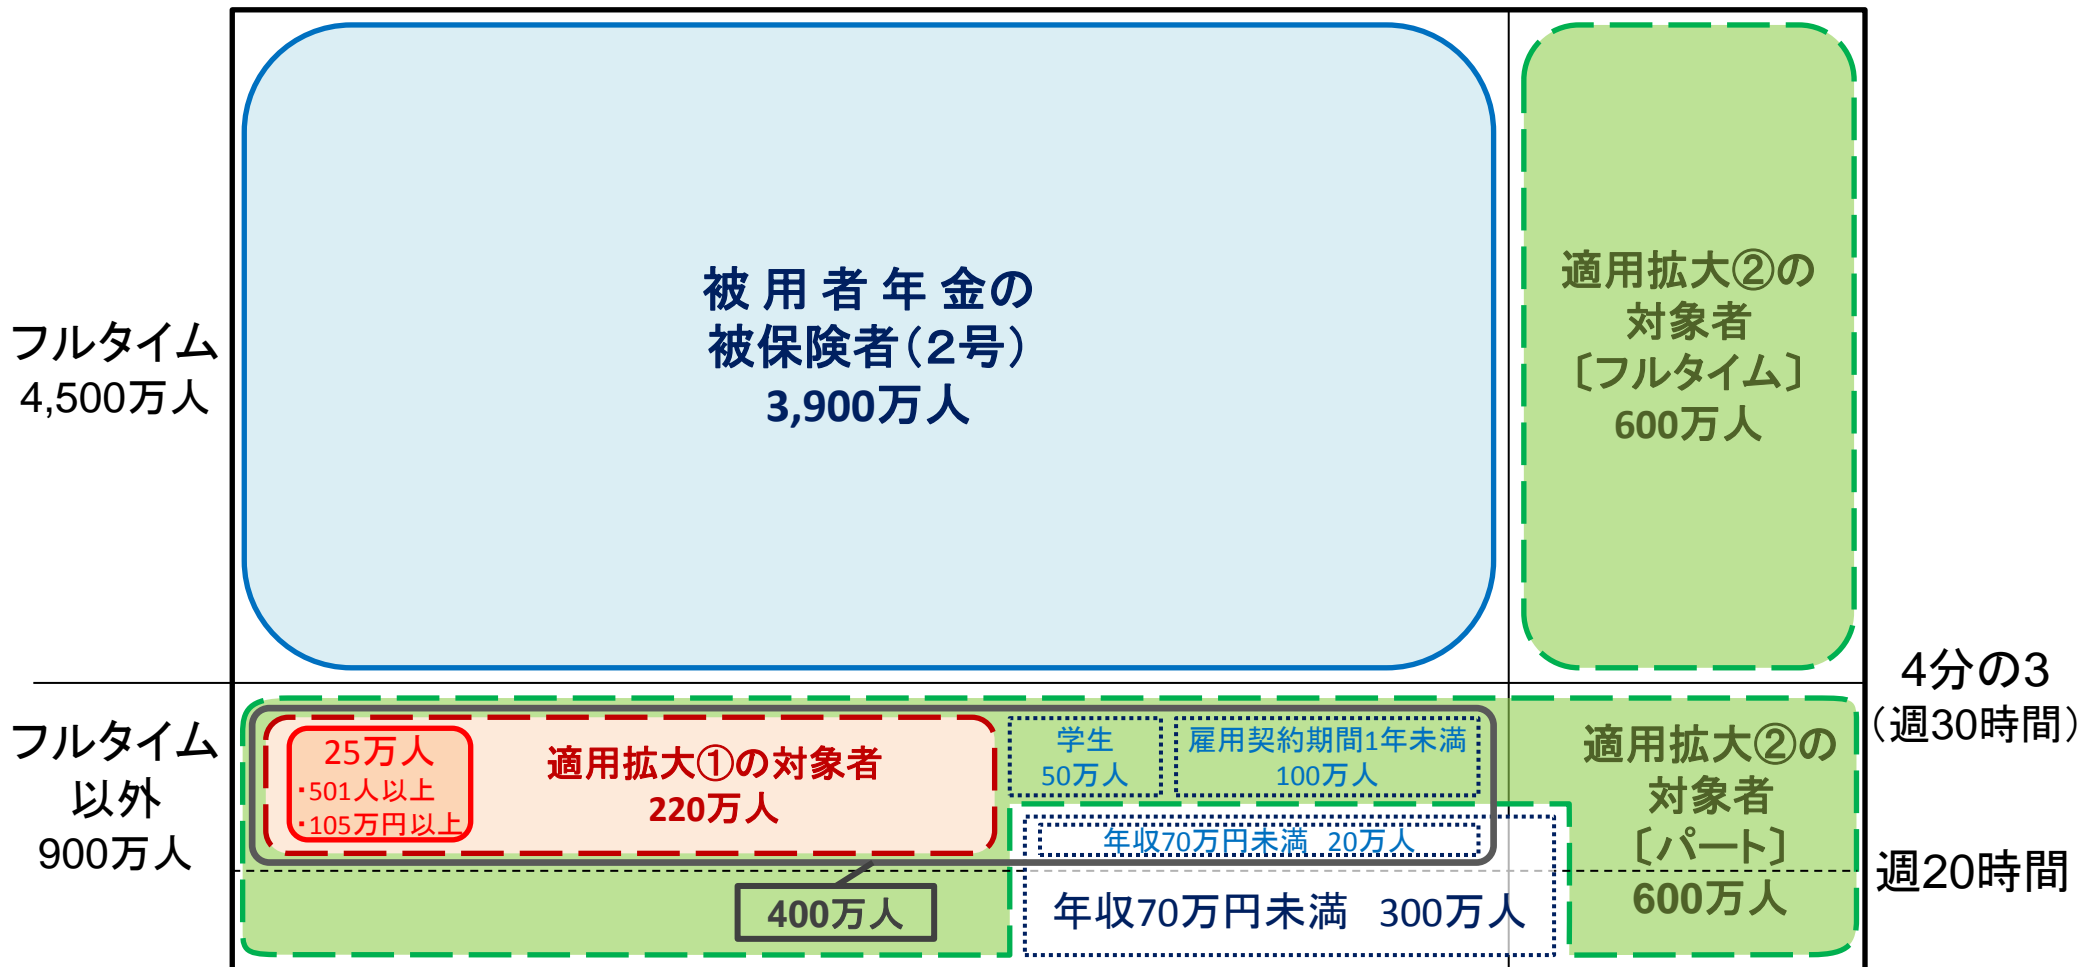 フルタイム
4,500万人
被用者年金の
被保険者(2号)
3,900万人
適用拡大②の
対象者
〔フルタイム〕
600万人
4分の3
(週30時間)
フルタイム
以外
900万人
25万人
・501人以上
・105万円以上
適用拡大①の対象者
220万人
学生
50万人
雇用契約期間1年未満
100万人
年収70万円未満 20万人
適用拡大②の
対象者
〔パート〕
600万人
週20時間
400万人
年収70万円未満 300万人